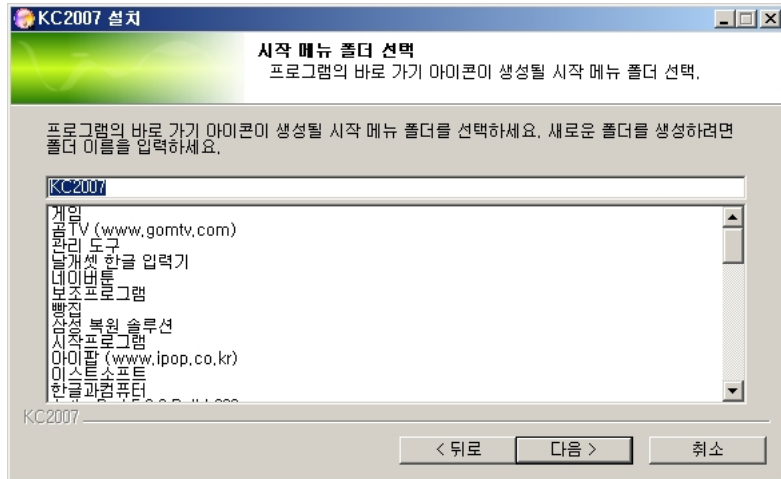 KC2007 설치
시작 메뉴 폴더 선택
프로그램의 바로 가기 아이콘이 생성될 시작 메뉴 폴더 선택.
프로그램의 바로 가기 아이콘이 생성될 시작 메뉴 폴더를 선택하세요. 새로운 폴더를 생성하려면
폴더 이름을 입력하세요.
KC2007
게임
곰TV (www.gomtv.com)
관리 도구
날개셋 한글 입력기
네이버툰
보조프로그램
빵집
삼성 복원 솔루션
시작프로그램
아이팝 (www.ipop.co.kr)
이스트소프트
한글과컴퓨터
KC2007
< 뒤로
다음 >
취소